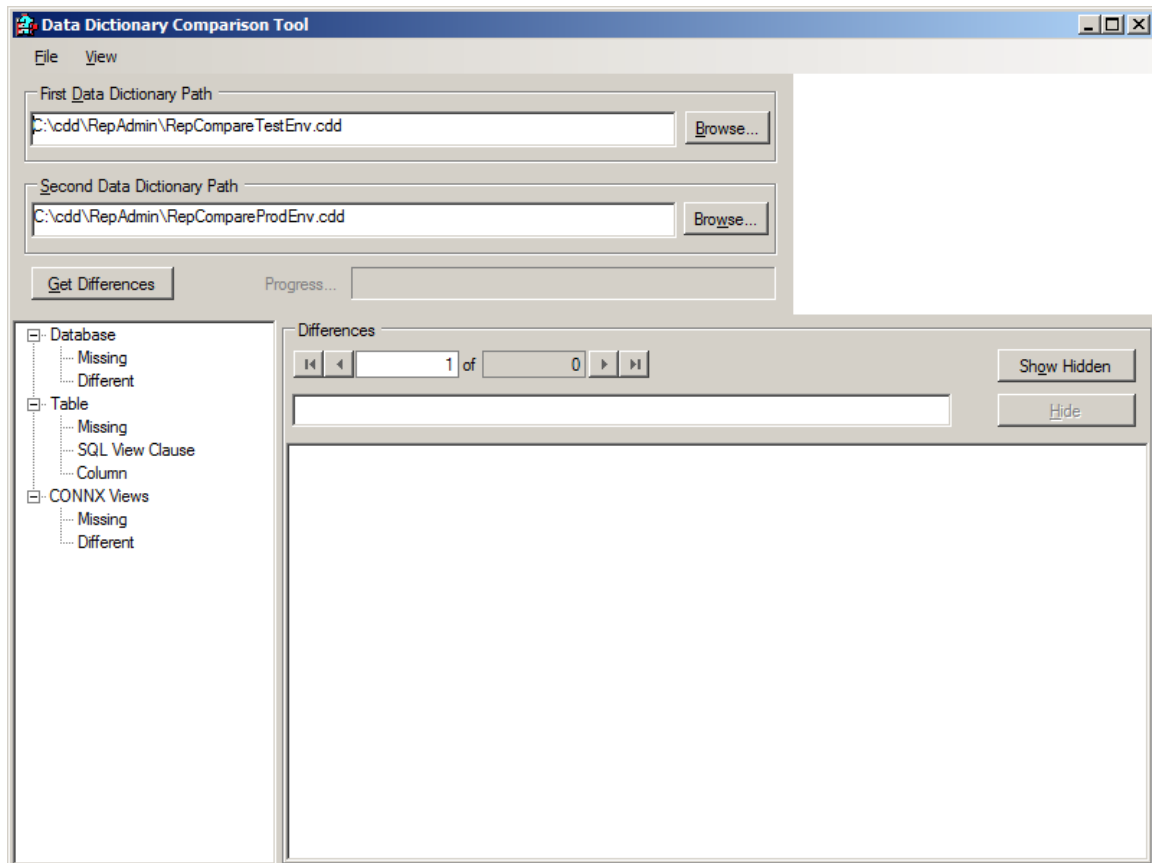 Data Dictionary Comparison Tool
File View
First Data Dictionary Path
C:\cdd\RepAdmin\RepCompareTestEnv.cdd
Browse...
Second Data Dictionary Path
C:\cdd\RepAdmin\RepCompareProdEnv.cdd
Browse...
Get Differences Progress...
Database
Missing
Different
Table
Missing
SQL View Clause
Column
CONNX Views
Missing
Different
Differences
1 of 0
Show Hidden
Hide